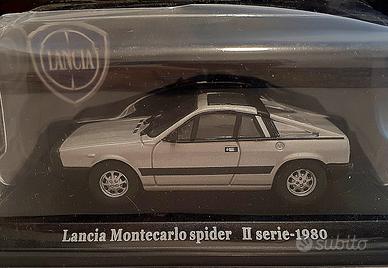 LANCIA
Lancia Montecarlo spider II serie-1980
subito